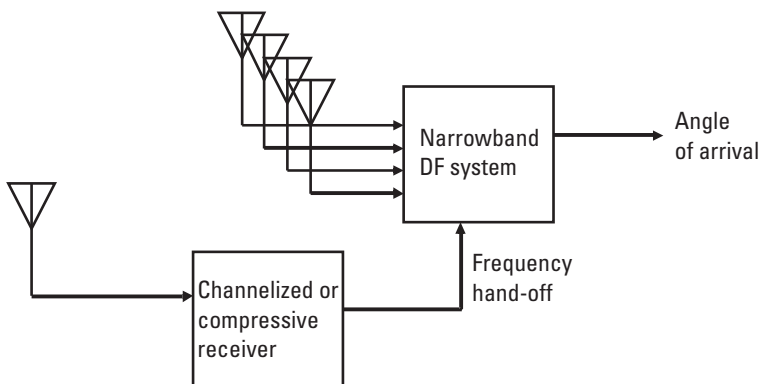 Narrowband
DF system
Angle
of arrival
Channelized or
compressive
receiver
Frequency
hand-off